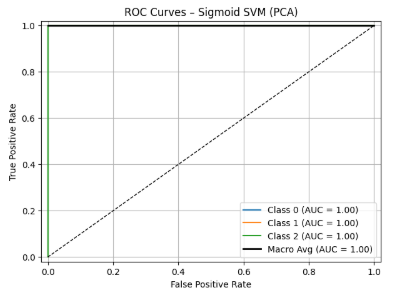 ROC Curves – Sigmoid SVM (PCA)
True Positive Rate
1.0
0.8
0.6
0.4
0.2
0.0
Class 0 (AUC = 1.00)
Class 1 (AUC = 1.00)
Class 2 (AUC = 1.00)
Macro Avg (AUC = 1.00)
0.0 0.2 0.4 0.6 0.8 1.0
False Positive Rate